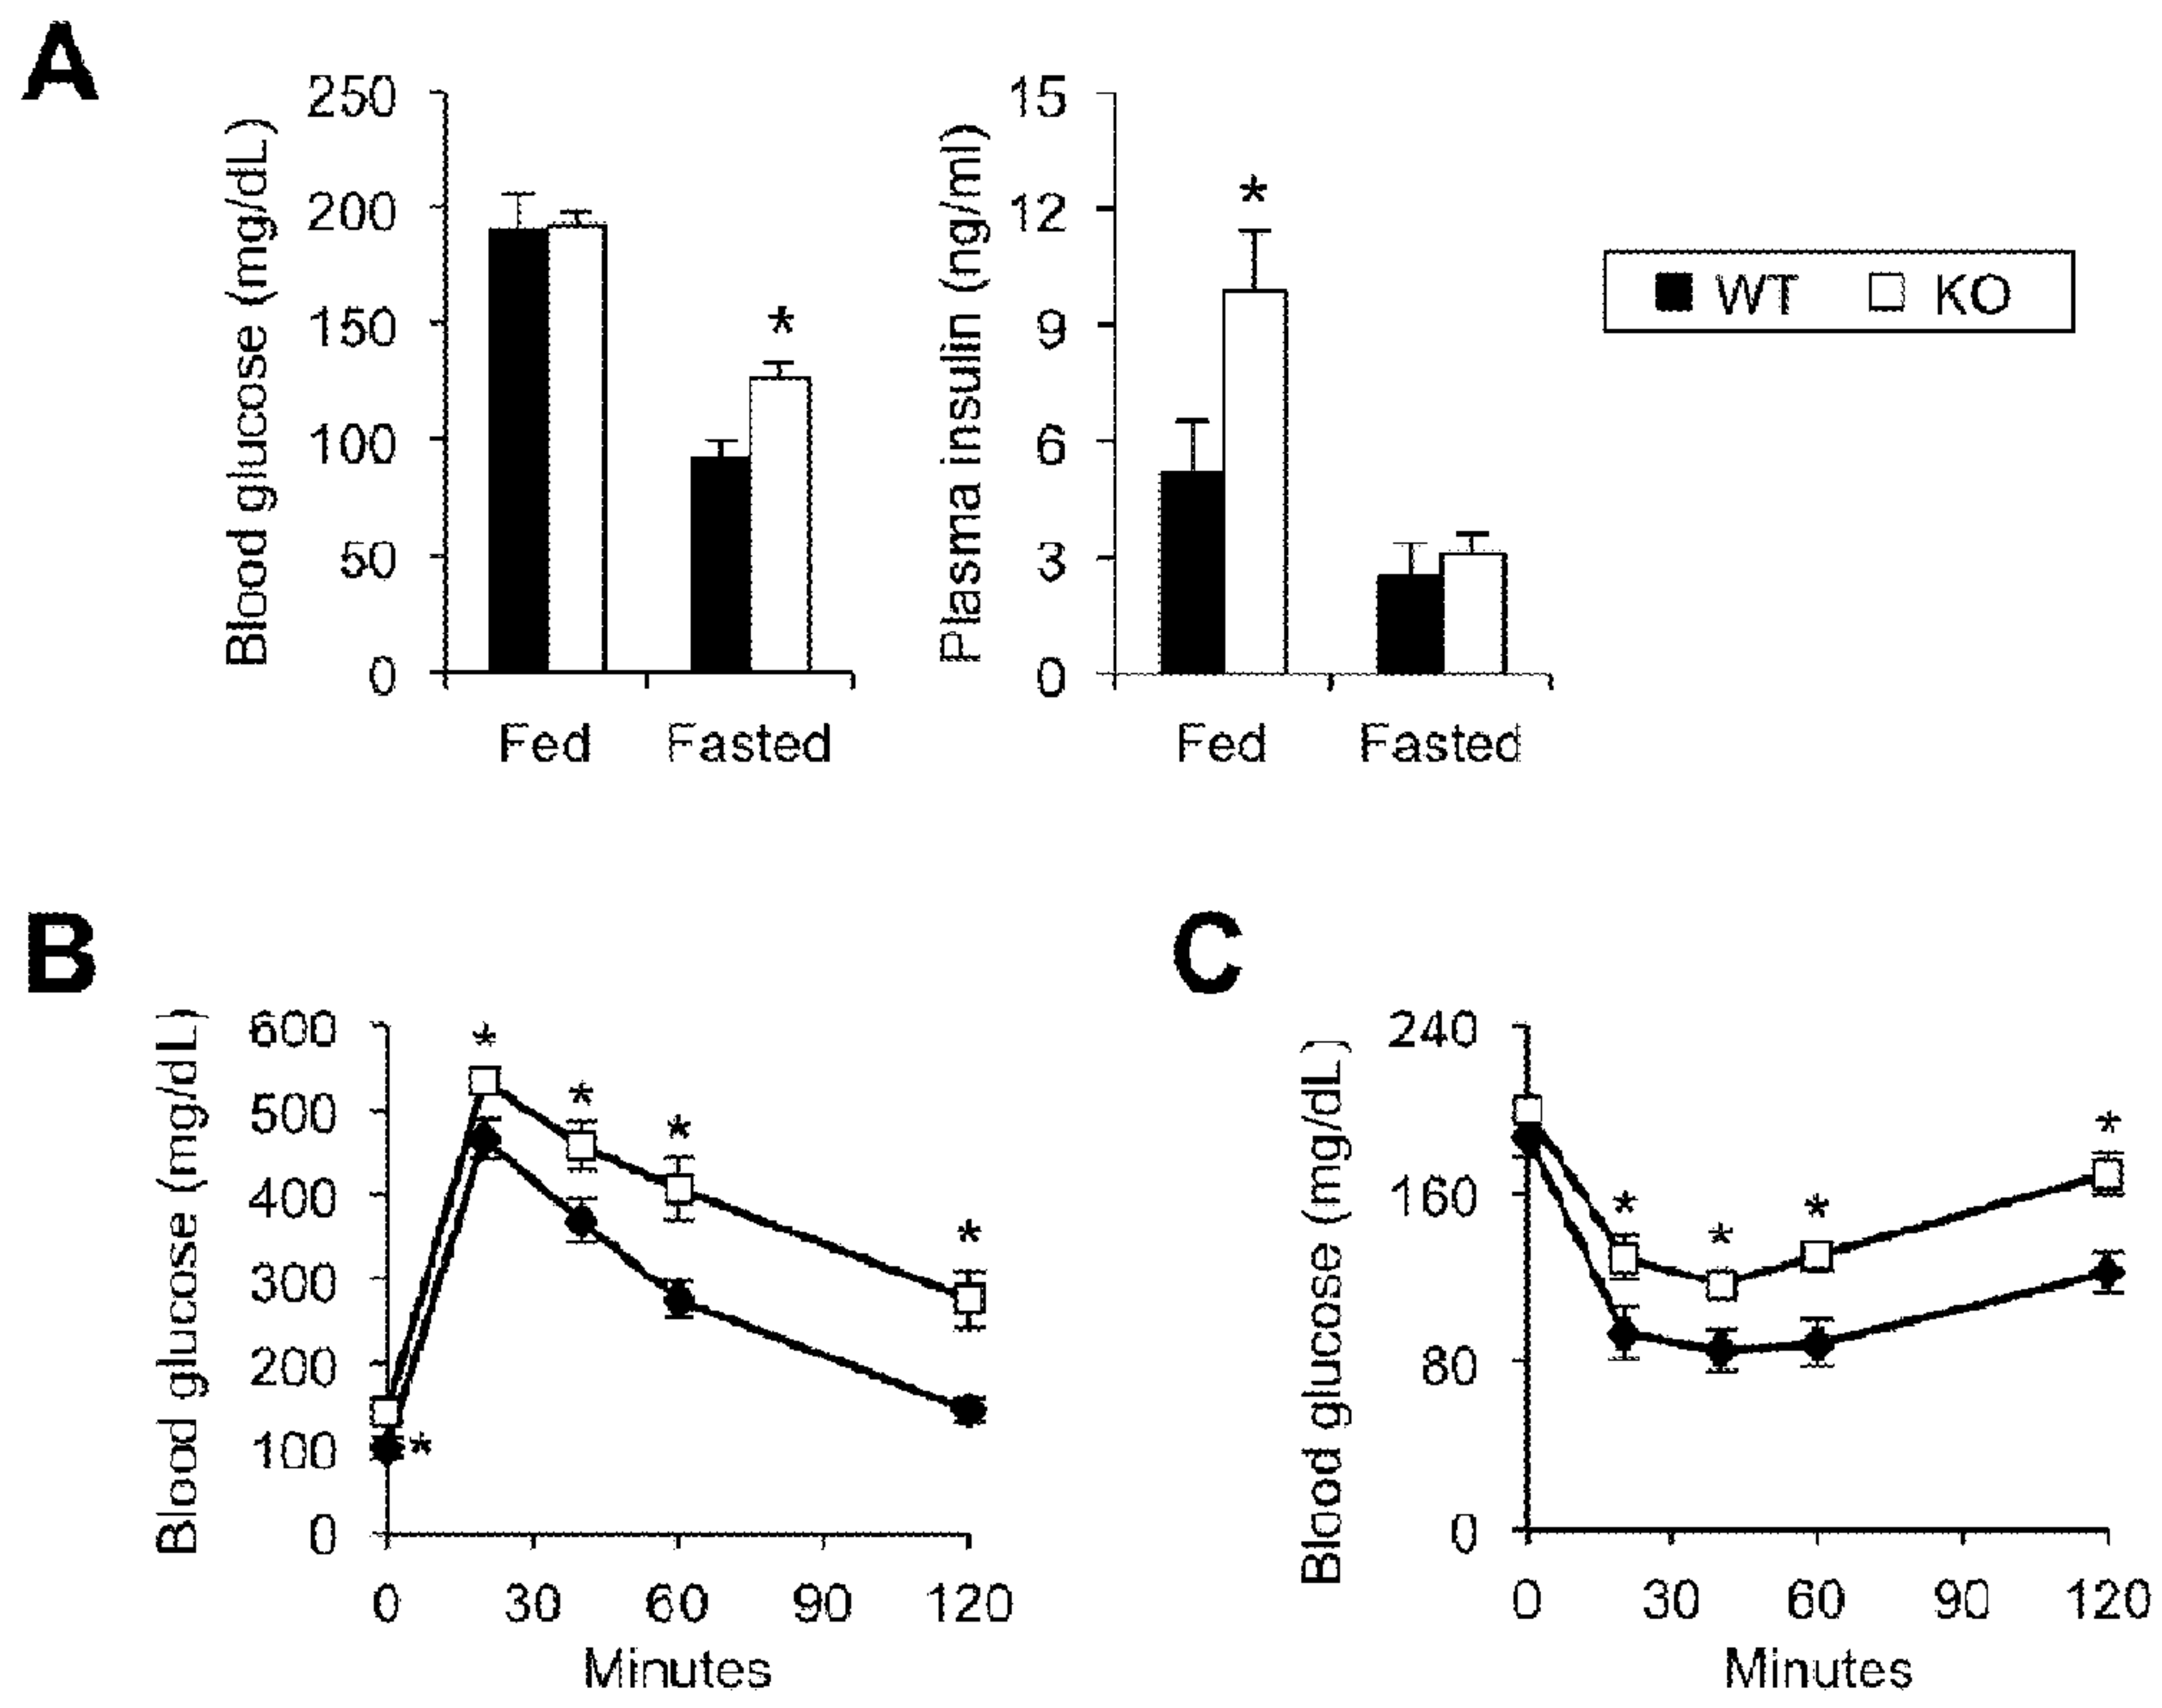 A
Blood glucose (mg/dL)
250
200
150
100
50
0
*
Fed Fasted
Plasma insulin (ng/ml)
15
12
9
6
3
0
*
Fed Fasted
WT KO
B
Blood glucose (mg/dL)
600
500
400
300
200
100
0
* * * * *
0 30 60 90 120
Minutes
C
Blood glucose (mg/dL)
240
160
80
0
* * * *
0 30 60 90 120
Minutes